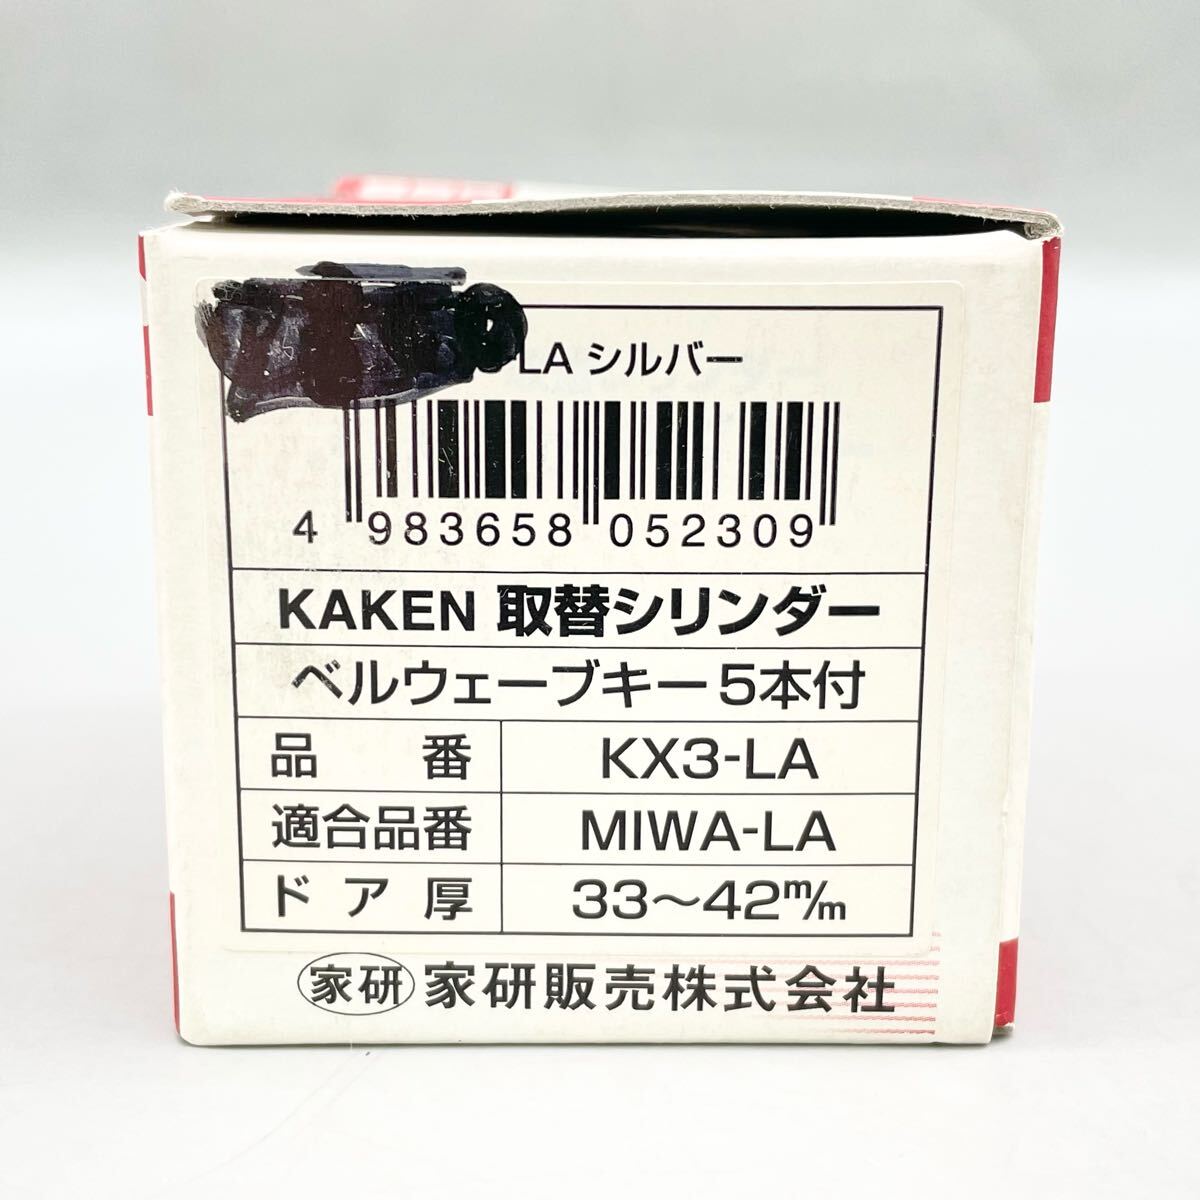 -LA シルバー
4 983658 052309
KAKEN 取替シリンダー
ベルウェーブキー5本付
品番 KX3-LA
適合品番 MIWA-LA
ドア厚 33〜42m/m
家研 家研販売株式会社